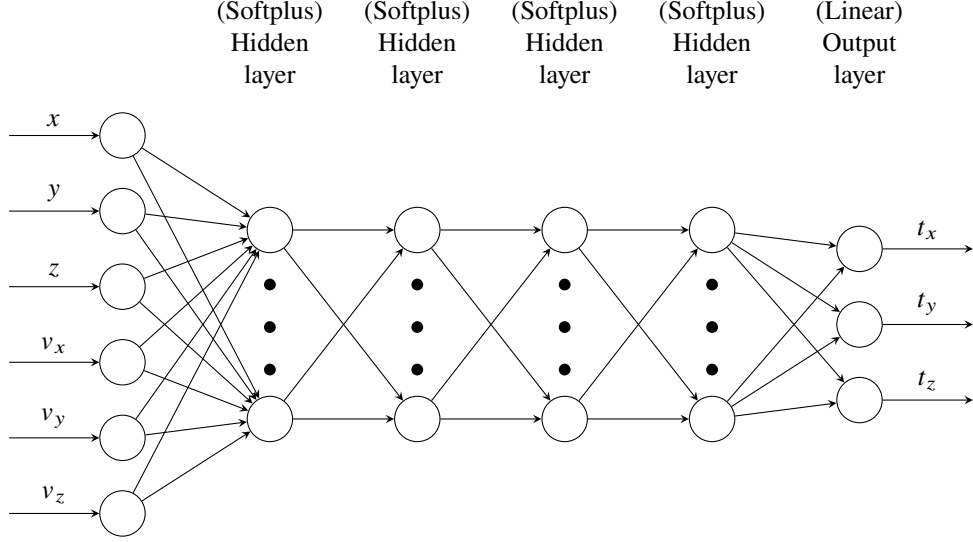 (Softplus) (Softplus) (Softplus) (Softplus) (Linear)
Hidden Hidden Hidden Hidden Output
layer layer layer layer layer
x
y
z
v_x
v_y
v_z
t_x
t_y
t_z